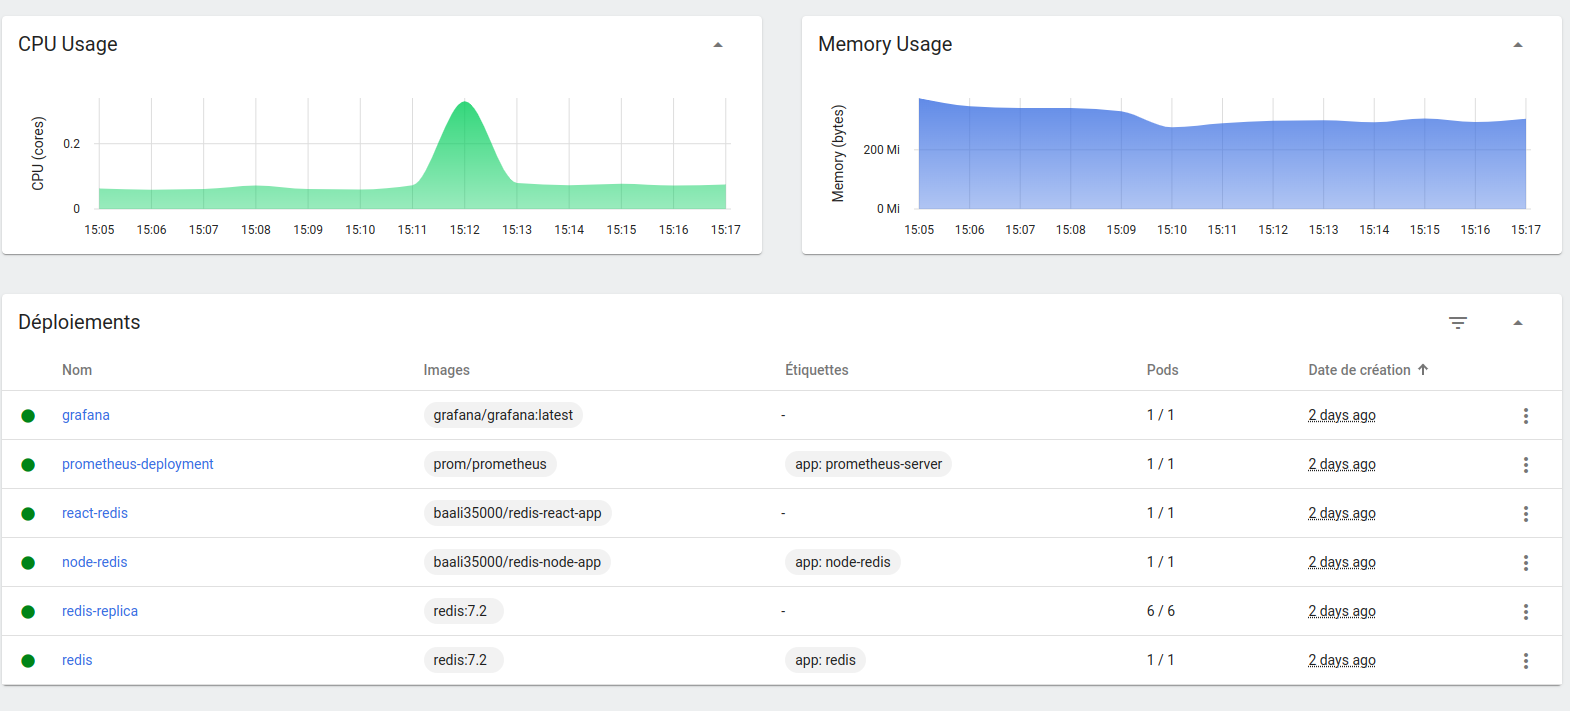 CPU Usage
CPU (cores)
0.2
0
15:05 15:06 15:07 15:08 15:09 15:10 15:11 15:12 15:13 15:14 15:15 15:16 15:17
Memory Usage
Memory (bytes)
200 Mi
0 Mi
15:05 15:06 15:07 15:08 15:09 15:10 15:11 15:12 15:13 15:14 15:15 15:16 15:17
Déploiements
Nom Images Étiquettes Pods Date de création
grafana grafana/grafana:latest - 1 / 1 2 days ago
prometheus-deployment prom/prometheus app: prometheus-server 1 / 1 2 days ago
react-redis baali35000/redis-react-app - 1 / 1 2 days ago
node-redis baali35000/redis-node-app app: node-redis 1 / 1 2 days ago
redis-replica redis:7.2 - 6 / 6 2 days ago
redis redis:7.2 app: redis 1 / 1 2 days ago